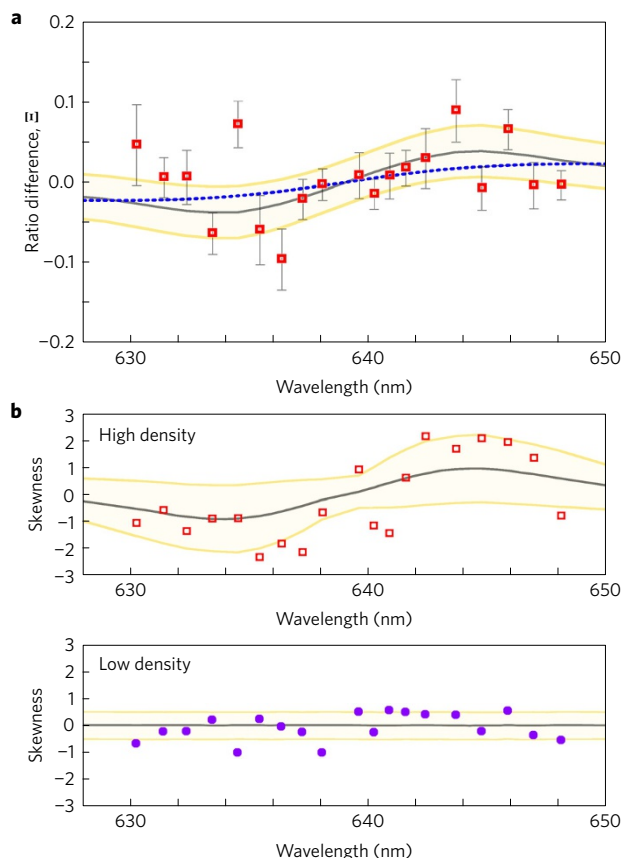 a
0.2
0.1
0.0
−0.1
−0.2
Ratio difference, Ξ
630
640
650
Wavelength (nm)
b
3
2
1
0
−1
−2
−3
Skewness
High density
630
640
650
Wavelength (nm)
3
2
1
0
−1
−2
−3
Skewness
Low density
630
640
650
Wavelength (nm)